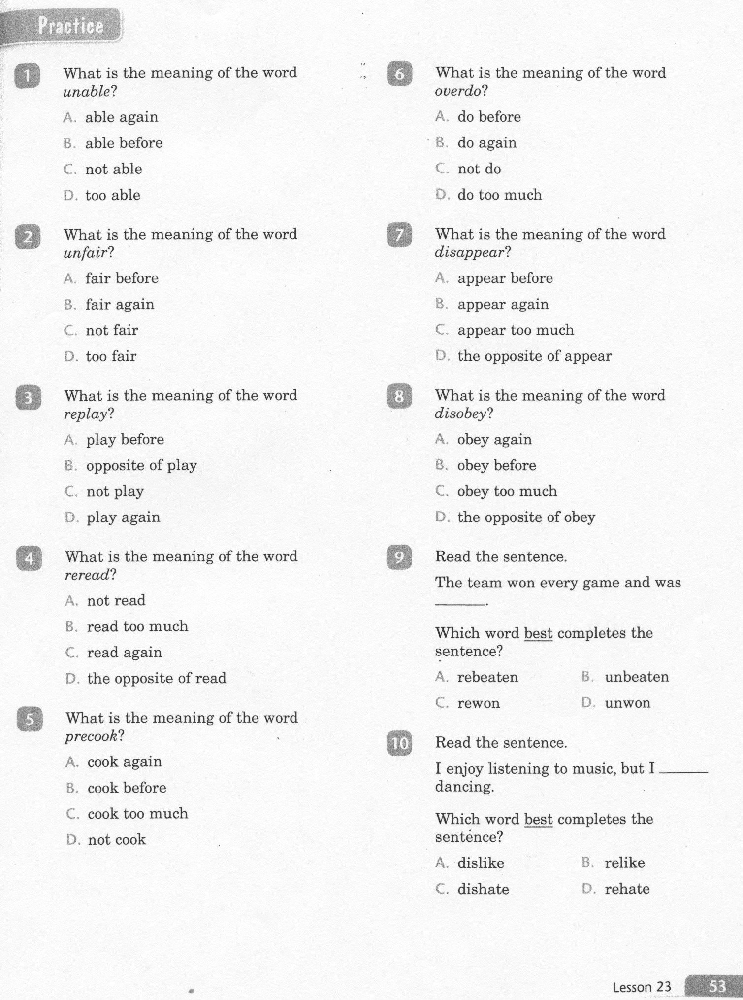 Practice
1
What is the meaning of the word
unable?
A. able again
B. able before
C. not able
D. too able
2
What is the meaning of the word
unfair?
A. fair before
B. fair again
C. not fair
D. too fair
3
What is the meaning of the word
replay?
A. play before
B. opposite of play
C. not play
D. play again
4
What is the meaning of the word
reread?
A. not read
B. read too much
C. read again
D. the opposite of read
5
What is the meaning of the word
precook?
A. cook again
B. cook before
C. cook too much
D. not cook
6
What is the meaning of the word
overdo?
A. do before
B. do again
C. not do
D. do too much
7
What is the meaning of the word
disappear?
A. appear before
B. appear again
C. appear too much
D. the opposite of appear
8
What is the meaning of the word
disobey?
A. obey again
B. obey before
C. obey too much
D. the opposite of obey
9
Read the sentence.
The team won every game and was
______.
Which word best completes the
sentence?
A. rebeaten B. unbeaten
C. rewon D. unwon
10
Read the sentence.
I enjoy listening to music, but I ______
dancing.
Which word best completes the
sentence?
A. dislike B. relike
C. dishate D. rehate
Lesson 23 53